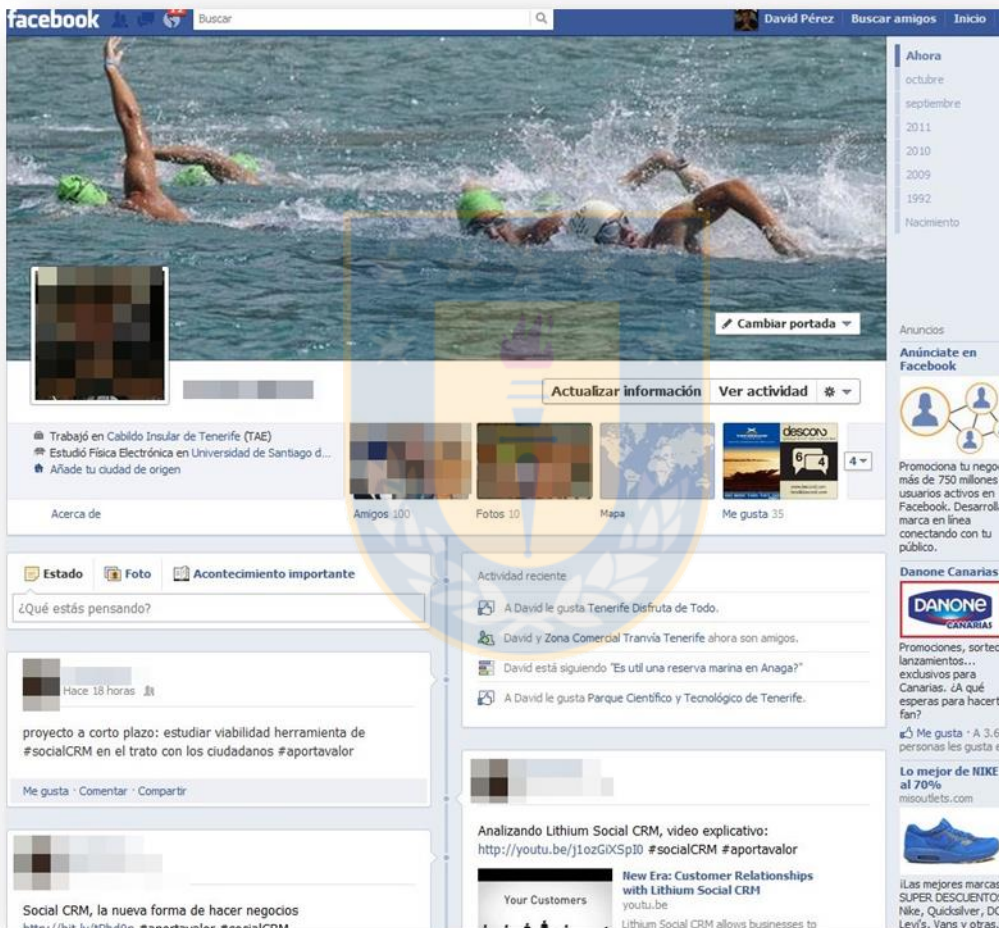 facebook
Buscar
David Pérez Buscar amigos Inicio
Ahora
octubre
septiembre
2011
2010
2009
1992
Nacimiento
Cambiar portada
Actualizar información Ver actividad
Trabajó en Cabildo Insular de Tenerife (TAE)
Estudió Física Electrónica en Universidad de Santiago d...
Añade tu ciudad de origen
Acerca de
Amigos 100
Fotos 10
Mapa
descoro
6 4
Me gusta 35
4
Estado Foto Acontecimiento importante
¿Qué estás pensando?
Hace 18 horas
proyecto a corto plazo: estudiar viabilidad herramienta de
#socialCRM en el trato con los ciudadanos #aportavalor
Me gusta · Comentar · Compartir
Social CRM, la nueva forma de hacer negocios
#aportavalor #socialCRM
Actividad reciente
A David le gusta Tenerife Disfruta de Todo.
David y Zona Comercial Tranvía Tenerife ahora son amigos.
David está siguiendo "Es util una reserva marina en Anaga?"
A David le gusta Parque Científico y Tecnológico de Tenerife.
Analizando Lithium Social CRM, video explicativo:
http://youtu.be/j1ozGiXSpI0 #socialCRM #aportavalor
Your Customers
New Era: Customer Relationships
with Lithium Social CRM
youtu.be
Lithium Social CRM allows businesses to
Anuncios
Anúnciate en
Facebook
Promociona tu nego
más de 750 millones
usuarios activos en
Facebook. Desarroll
marca en línea
conectando con tu
público.
Danone Canarias
DANONE
CANARIAS
Promociones, sorteo
lanzamientos...
exclusivos para
Canarias. ¿A qué
esperas para hacert
fan?
Me gusta · A 3.6
personas les gusta e
Lo mejor de NIKE
al 70%
misoutlets.com
¡Las mejores marcas
SUPER DESCUENTO
Nike, Quicksilver, DC
Levi's, Vans y otras.